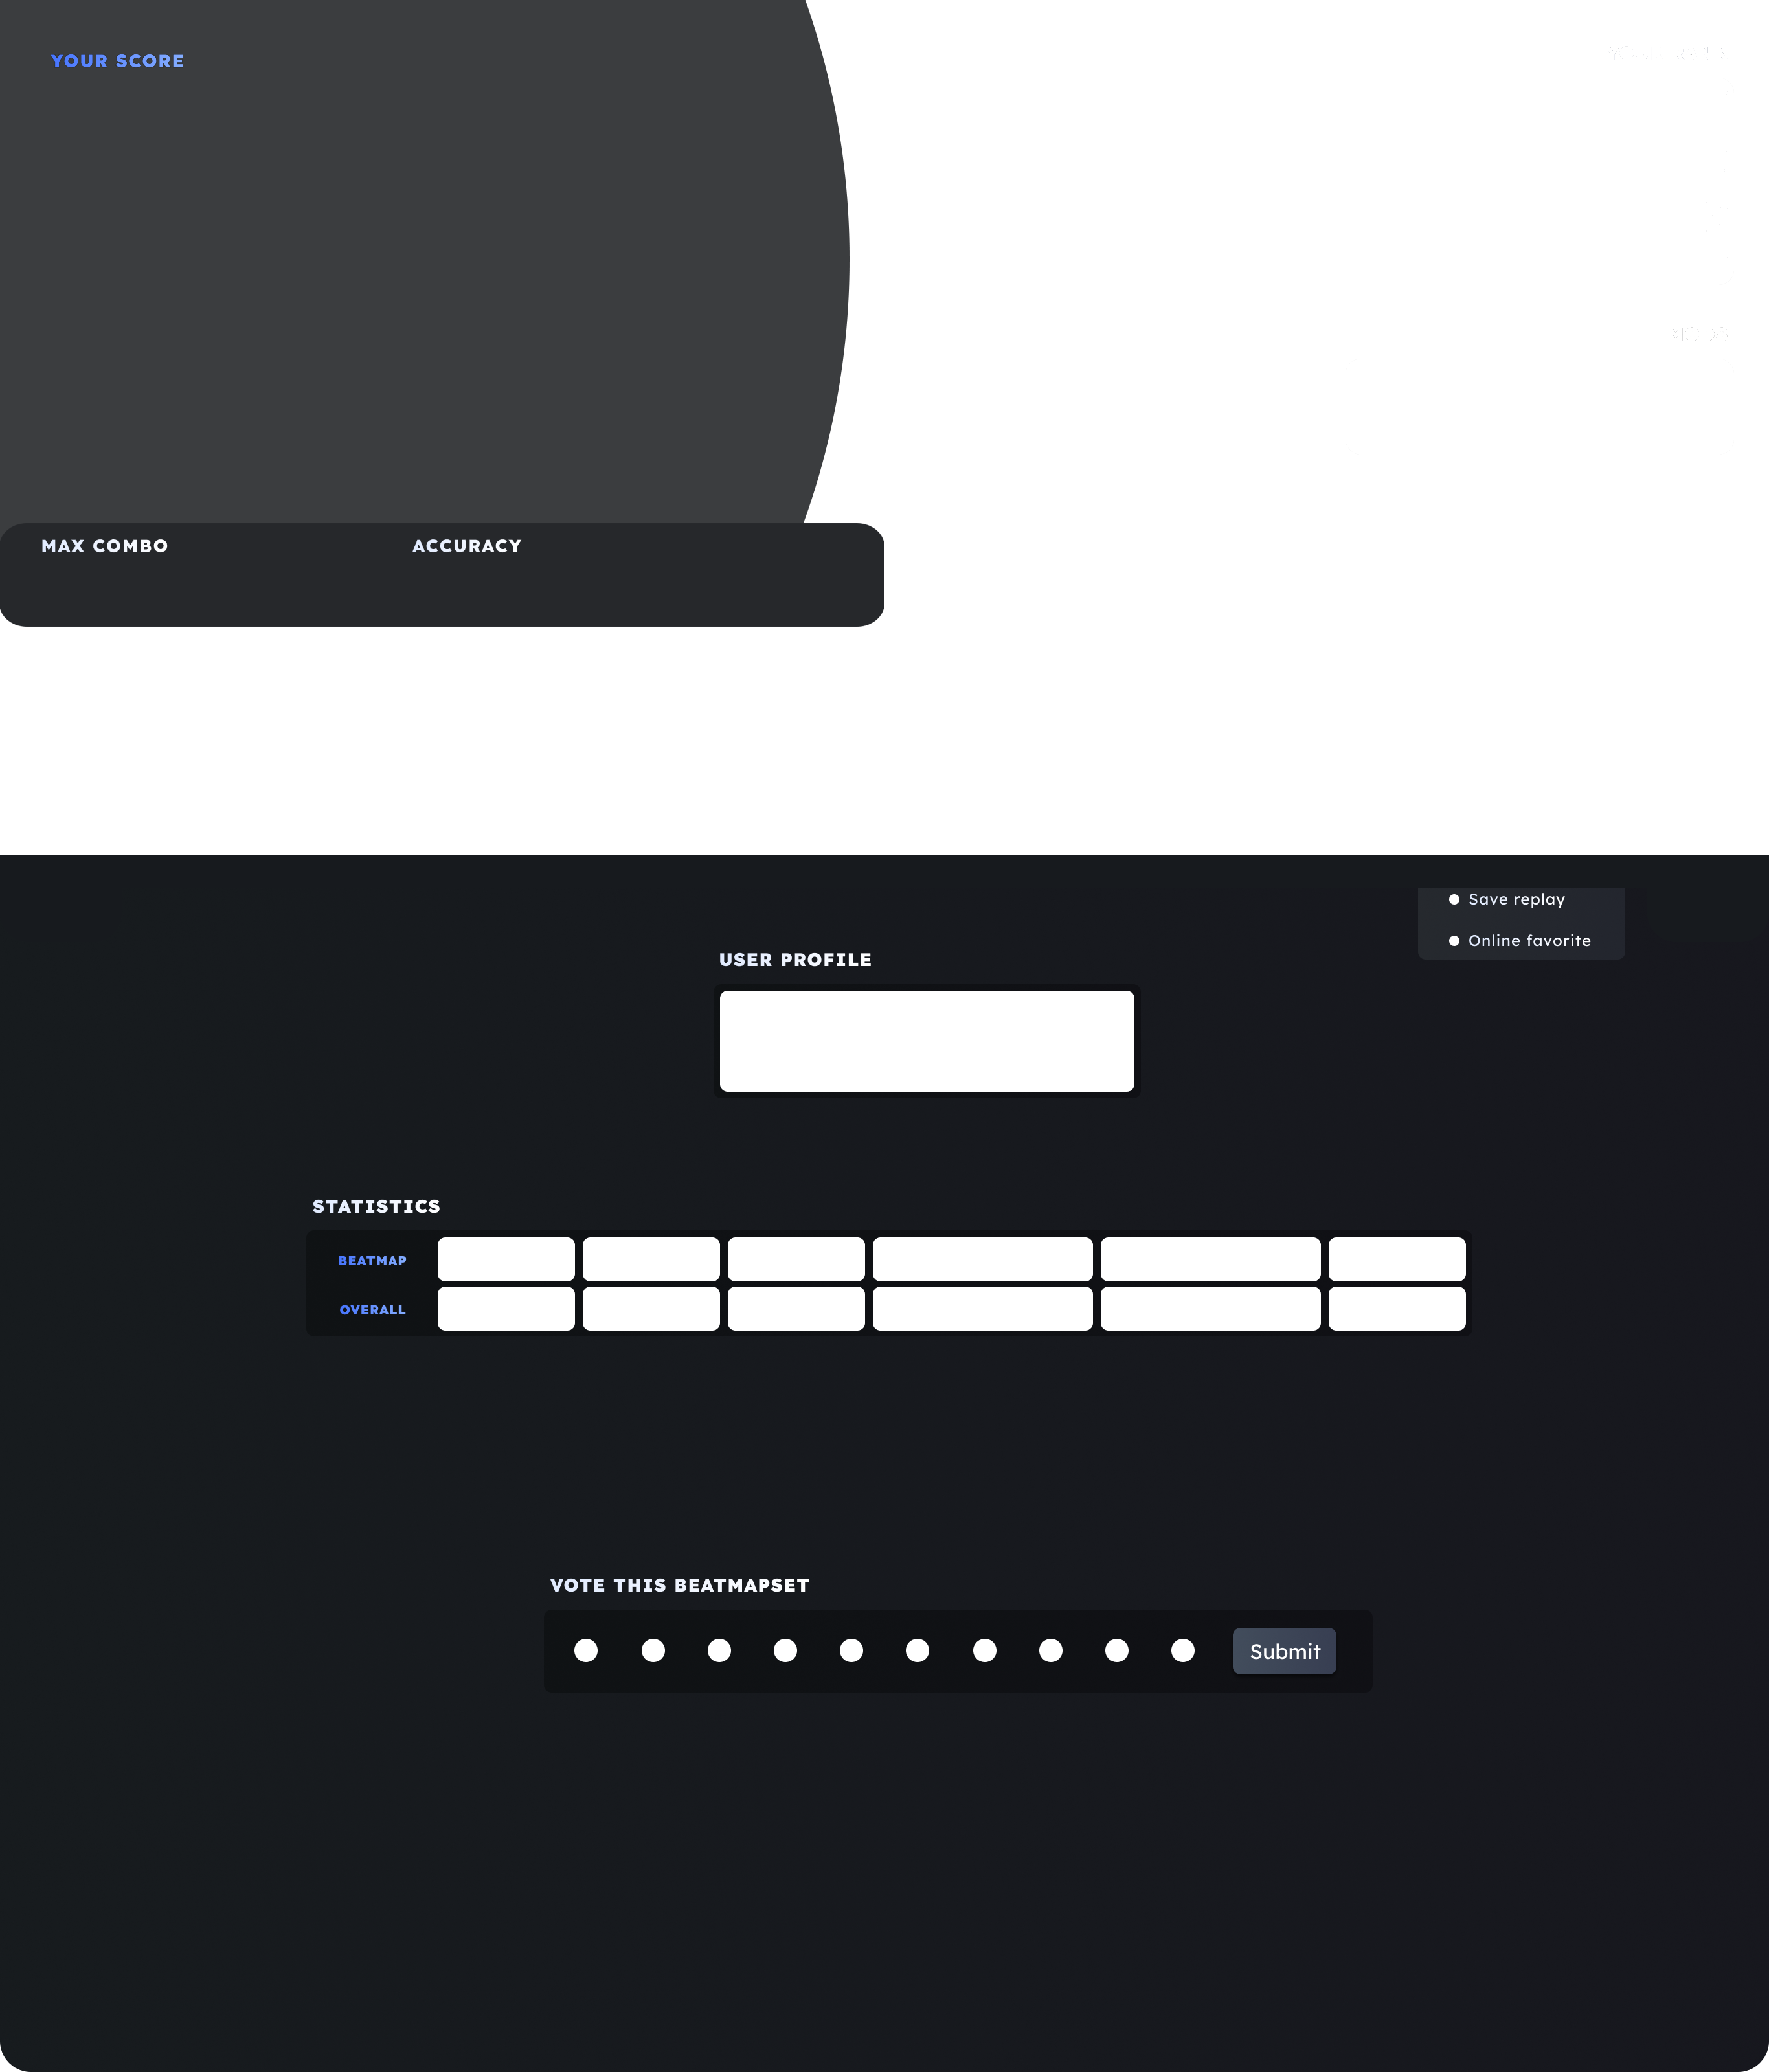 YOUR SCORE
MODS
MAX COMBO
ACCURACY
Save replay
Online favorite
USER PROFILE
STATISTICS
BEATMAP
OVERALL
VOTE THIS BEATMAPSET
Submit